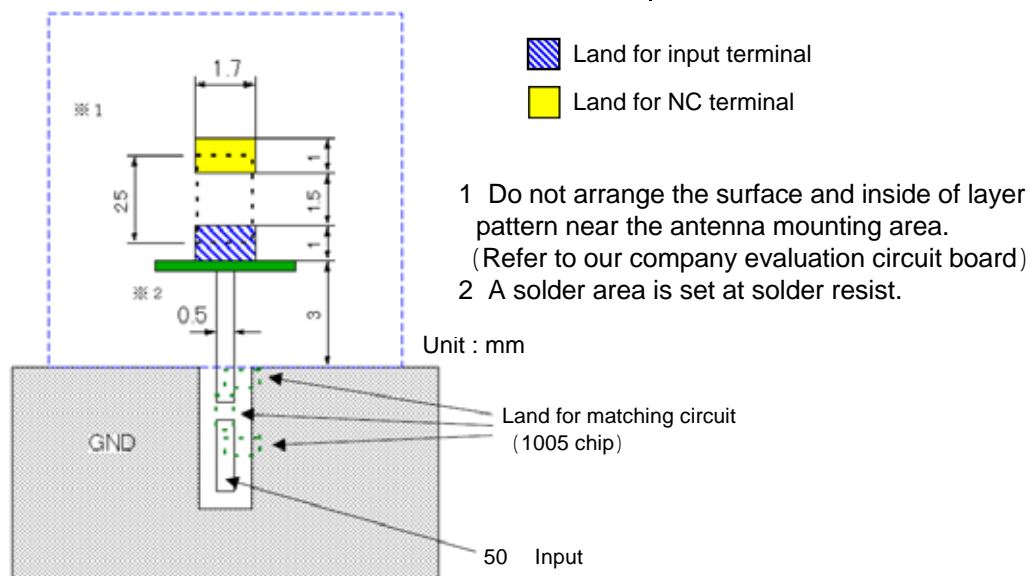 Land for input terminal
1.7
Land for NC terminal
※1
1
25
1.5
1 Do not arrange the surface and inside of layer
pattern near the antenna mounting area.
1
(Refer to our company evaluation circuit board)
※2
2 A solder area is set at solder resist.
0.5
3
Unit : mm
Land for matching circuit
GND
(1005 chip)
50 Input